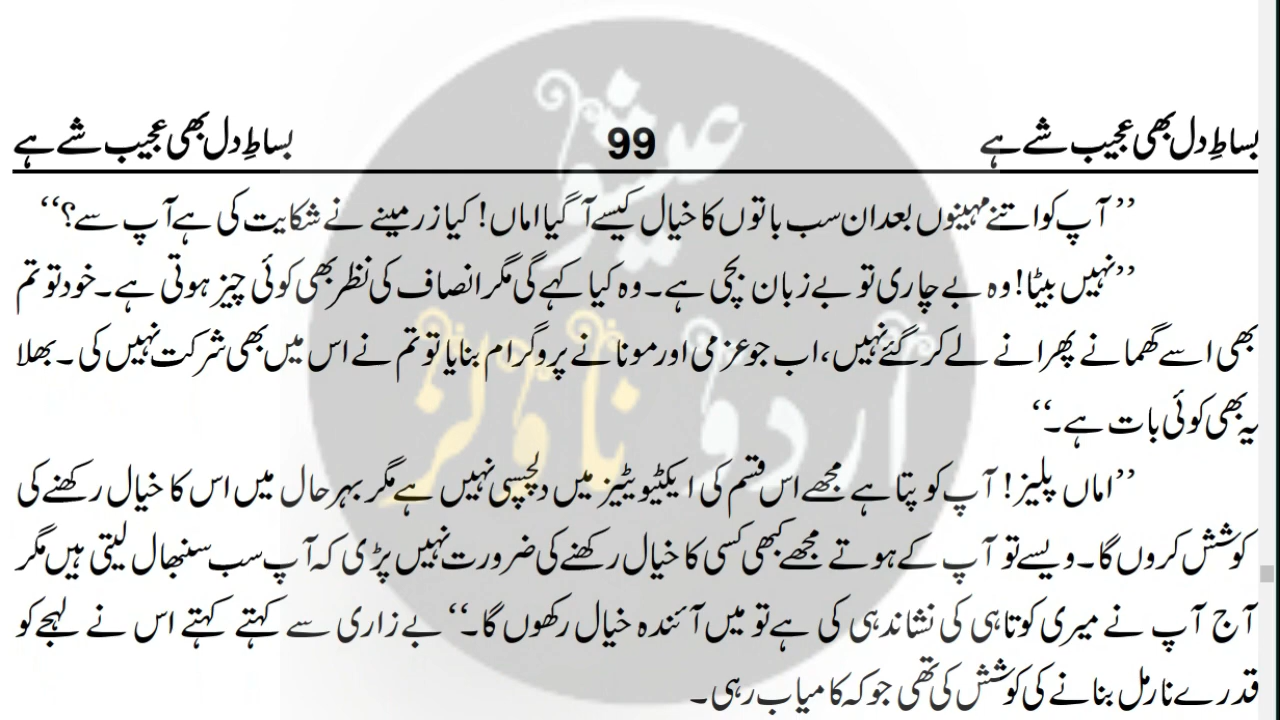 بساطِ دل بھی عجیب شے ہے 99 بساطِ دل بھی عجیب شے ہے
’’آپ کو اتنے مہینوں بعد ان سب باتوں کا خیال کیسے آ گیا اماں! کیا زرمینے نے شکایت کی ہے آپ سے؟‘‘
’’نہیں بیٹا! وہ بے چاری تو بے زبان بچی ہے۔ وہ کیا کہے گی مگر انصاف کی نظر بھی کوئی چیز ہوتی ہے۔ خود تو تم
بھی اسے گھمانے پھرانے لے کر گئے نہیں، اب جو عزمی اور مونا نے پروگرام بنایا تو تم نے اس میں بھی شرکت نہیں کی۔ بھلا
یہ بھی کوئی بات ہے۔‘‘
’’اماں پلیز! آپ کو پتا ہے مجھے اس قسم کی ایکٹیویٹیز میں دلچسپی نہیں ہے مگر بہرحال میں اس کا خیال رکھنے کی
کوشش کروں گا۔ ویسے تو آپ کے ہوتے مجھے کبھی کسی کا خیال رکھنے کی ضرورت نہیں پڑی کہ آپ سب سنبھال لیتی ہیں مگر
آج آپ نے میری کوتاہی کی نشاندہی کی ہے تو میں آئندہ خیال رکھوں گا۔‘‘ بے زاری سے کہتے کہتے اس نے لہجے کو
قدرے نارمل بنانے کی کوشش کی تھی جو کہ کامیاب رہی۔
اردو ناولز